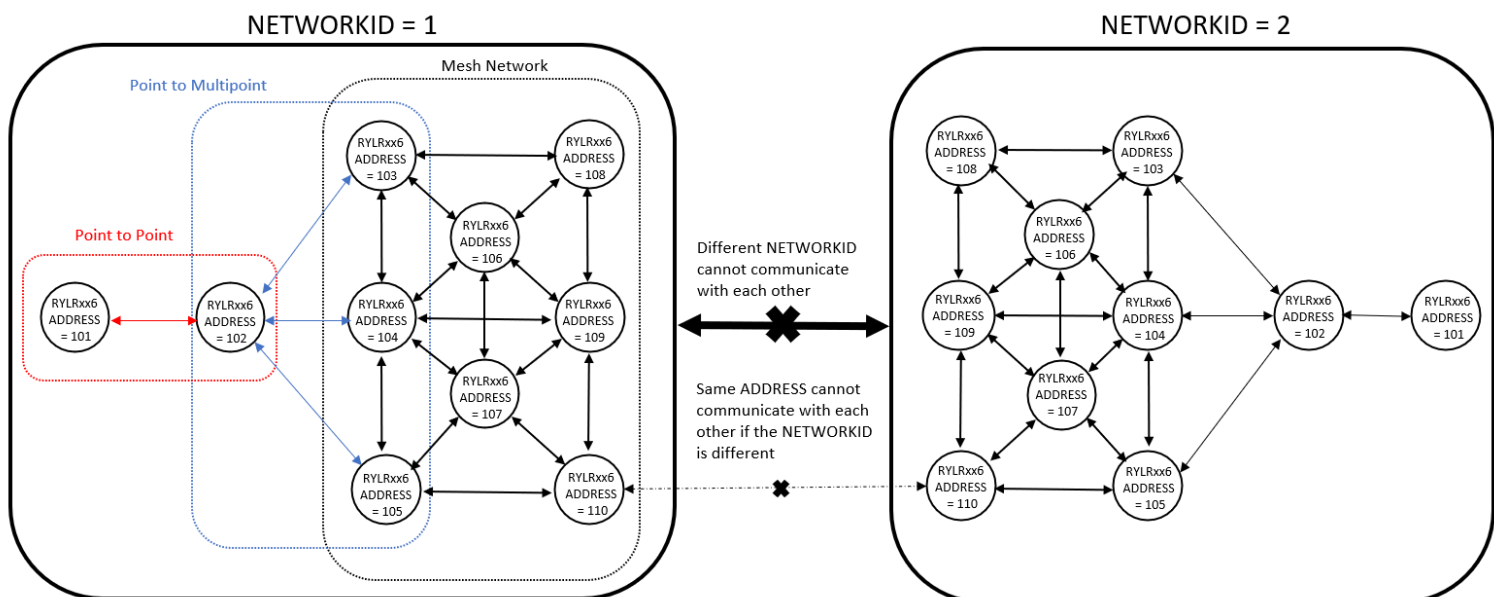 NETWORKID = 1
NETWORKID = 2
Mesh Network
Point to Multipoint
Point to Point
RYLRxx6
ADDRESS
= 101
RYLRxx6
ADDRESS
= 102
RYLRxx6
ADDRESS
= 103
RYLRxx6
ADDRESS
= 104
RYLRxx6
ADDRESS
= 105
RYLRxx6
ADDRESS
= 106
RYLRxx6
ADDRESS
= 107
RYLRxx6
ADDRESS
= 108
RYLRxx6
ADDRESS
= 109
RYLRxx6
ADDRESS
= 110
Different NETWORKID
cannot communicate
with each other
Same ADDRESS cannot
communicate with each
other if the NETWORKID
is different
RYLRxx6
ADDRESS
= 108
RYLRxx6
ADDRESS
= 103
RYLRxx6
ADDRESS
= 106
RYLRxx6
ADDRESS
= 109
RYLRxx6
ADDRESS
= 104
RYLRxx6
ADDRESS
= 102
RYLRxx6
ADDRESS
= 101
RYLRxx6
ADDRESS
= 107
RYLRxx6
ADDRESS
= 110
RYLRxx6
ADDRESS
= 105